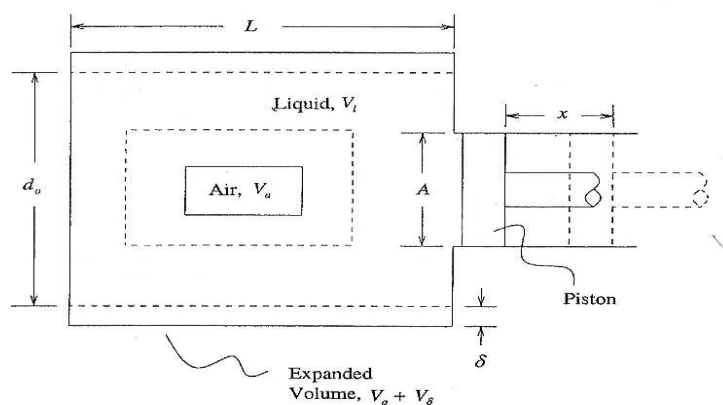 L
Liquid, V_l
x
d_o
Air, V_a
A
Piston
δ
Expanded
Volume, V_o + V_δ